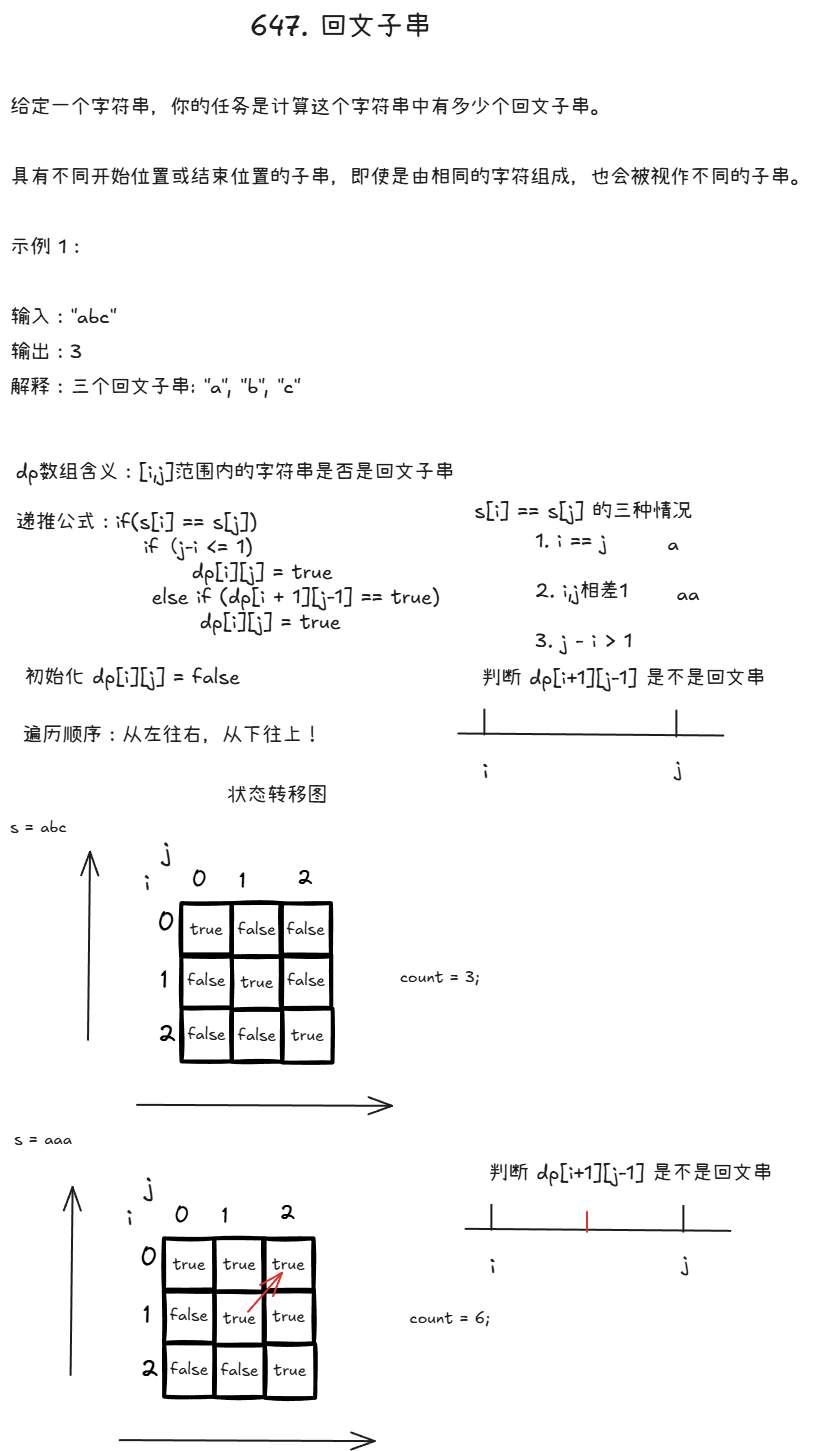 647. 回文子串
给定一个字符串，你的任务是计算这个字符串中有多少个回文子串。
具有不同开始位置或结束位置的子串，即使是由相同的字符组成，也会被视作不同的子串。
示例 1：
输入："abc"
输出：3
解释：三个回文子串: "a", "b", "c"
dp数组含义：[i,j]范围内的字符串是否是回文子串
递推公式：if(s[i] == s[j])
if (j-i <= 1)
dp[i][j] = true
else if (dp[i + 1][j-1] == true)
dp[i][j] = true
s[i] == s[j] 的三种情况
1. i == j a
2. i,j相差1 aa
3. j - i > 1
判断 dp[i+1][j-1] 是不是回文串
i j
初始化 dp[i][j] = false
遍历顺序：从左往右，从下往上！
状态转移图
s = abc
j
i 0 1 2
0 true false false
1 false true false
2 false false true
count = 3;
s = aaa
j
i 0 1 2
0 true true true
1 false true true
2 false false true
判断 dp[i+1][j-1] 是不是回文串
i j
count = 6;